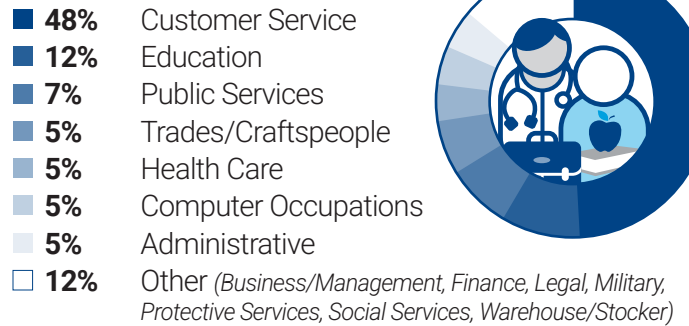 48% Customer Service
12% Education
7% Public Services
5% Trades/Craftspeople
5% Health Care
5% Computer Occupations
5% Administrative
12% Other (Business/Management, Finance, Legal, Military,
Protective Services, Social Services, Warehouse/Stocker)